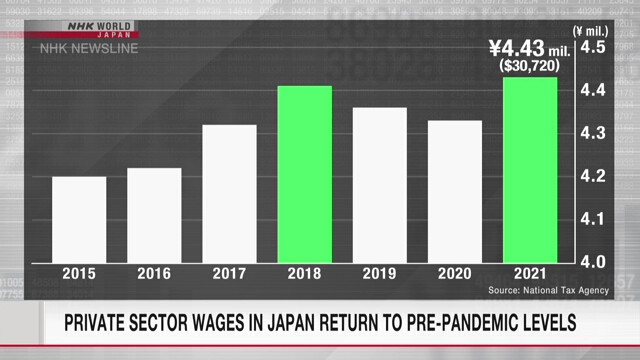 NHK WORLD
JAPAN
NHK NEWSLINE
(¥ mil.)
¥4.43 mil.
($30,720)
4.5
4.4
4.3
4.2
4.1
4.0
2015 2016 2017 2018 2019 2020 2021
Source: National Tax Agency
PRIVATE SECTOR WAGES IN JAPAN RETURN TO PRE-PANDEMIC LEVELS